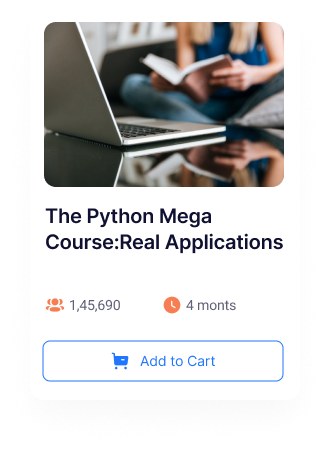 The Python Mega
Course:Real Applications
1,45,690
4 monts
Add to Cart